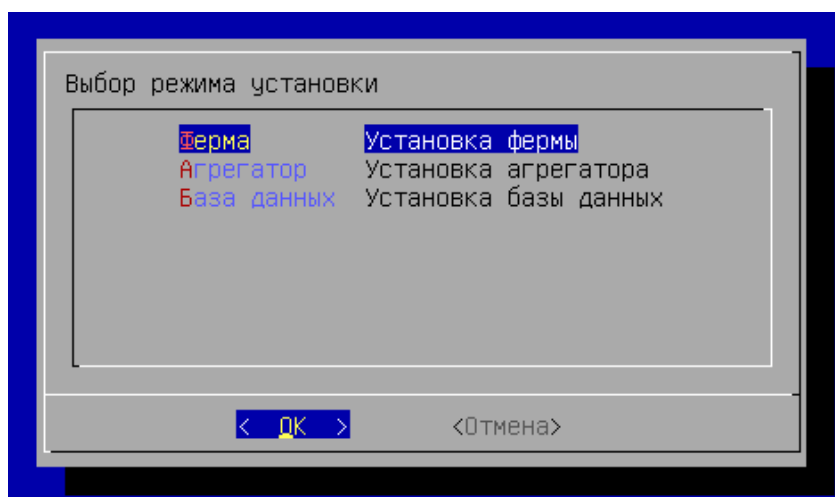 Выбор режима установки
Ферма Установка фермы
Агрегатор Установка агрегатора
База данных Установка базы данных
< OK > <Отмена>